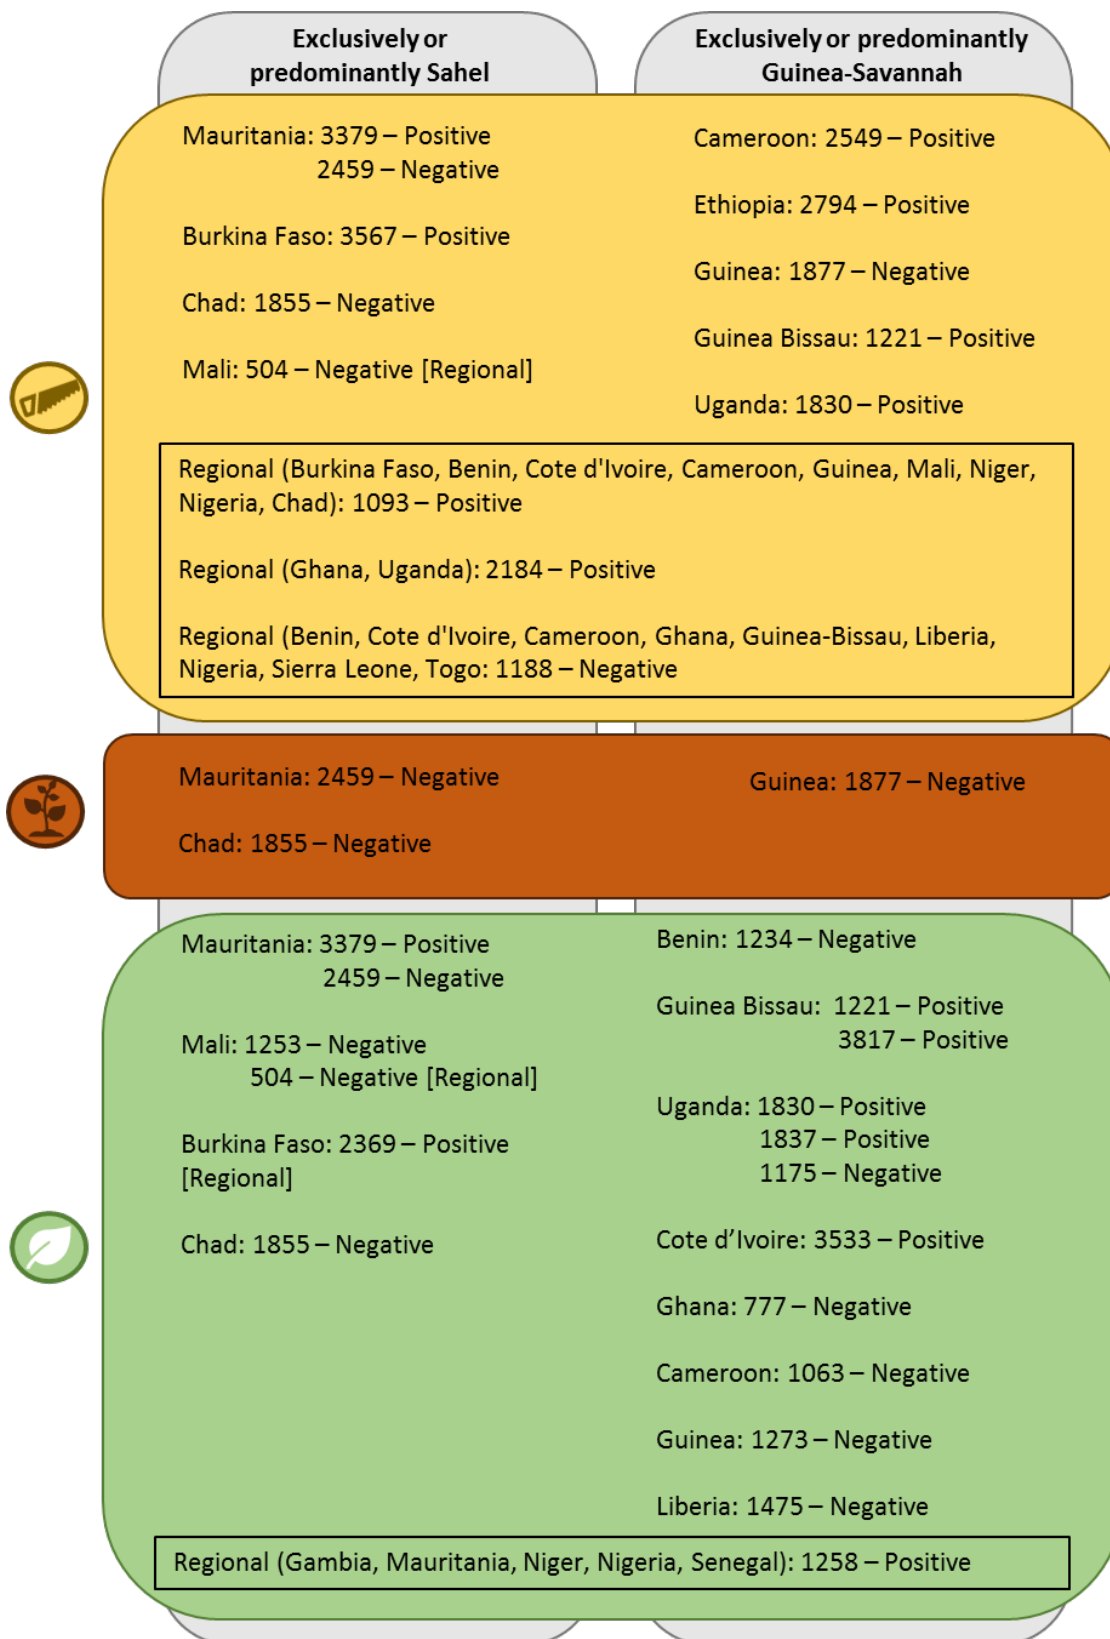 Exclusively or
predominantly Sahel
Exclusively or predominantly
Guinea-Savannah
Mauritania: 3379 – Positive
2459 – Negative
Burkina Faso: 3567 – Positive
Chad: 1855 – Negative
Mali: 504 – Negative [Regional]
Cameroon: 2549 – Positive
Ethiopia: 2794 – Positive
Guinea: 1877 – Negative
Guinea Bissau: 1221 – Positive
Uganda: 1830 – Positive
Regional (Burkina Faso, Benin, Cote d'Ivoire, Cameroon, Guinea, Mali, Niger,
Nigeria, Chad): 1093 – Positive
Regional (Ghana, Uganda): 2184 – Positive
Regional (Benin, Cote d'Ivoire, Cameroon, Ghana, Guinea-Bissau, Liberia,
Nigeria, Sierra Leone, Togo: 1188 – Negative
Mauritania: 2459 – Negative
Chad: 1855 – Negative
Guinea: 1877 – Negative
Mauritania: 3379 – Positive
2459 – Negative
Mali: 1253 – Negative
504 – Negative [Regional]
Burkina Faso: 2369 – Positive
[Regional]
Chad: 1855 – Negative
Benin: 1234 – Negative
Guinea Bissau: 1221 – Positive
3817 – Positive
Uganda: 1830 – Positive
1837 – Positive
1175 – Negative
Cote d’Ivoire: 3533 – Positive
Ghana: 777 – Negative
Cameroon: 1063 – Negative
Guinea: 1273 – Negative
Liberia: 1475 – Negative
Regional (Gambia, Mauritania, Niger, Nigeria, Senegal): 1258 – Positive